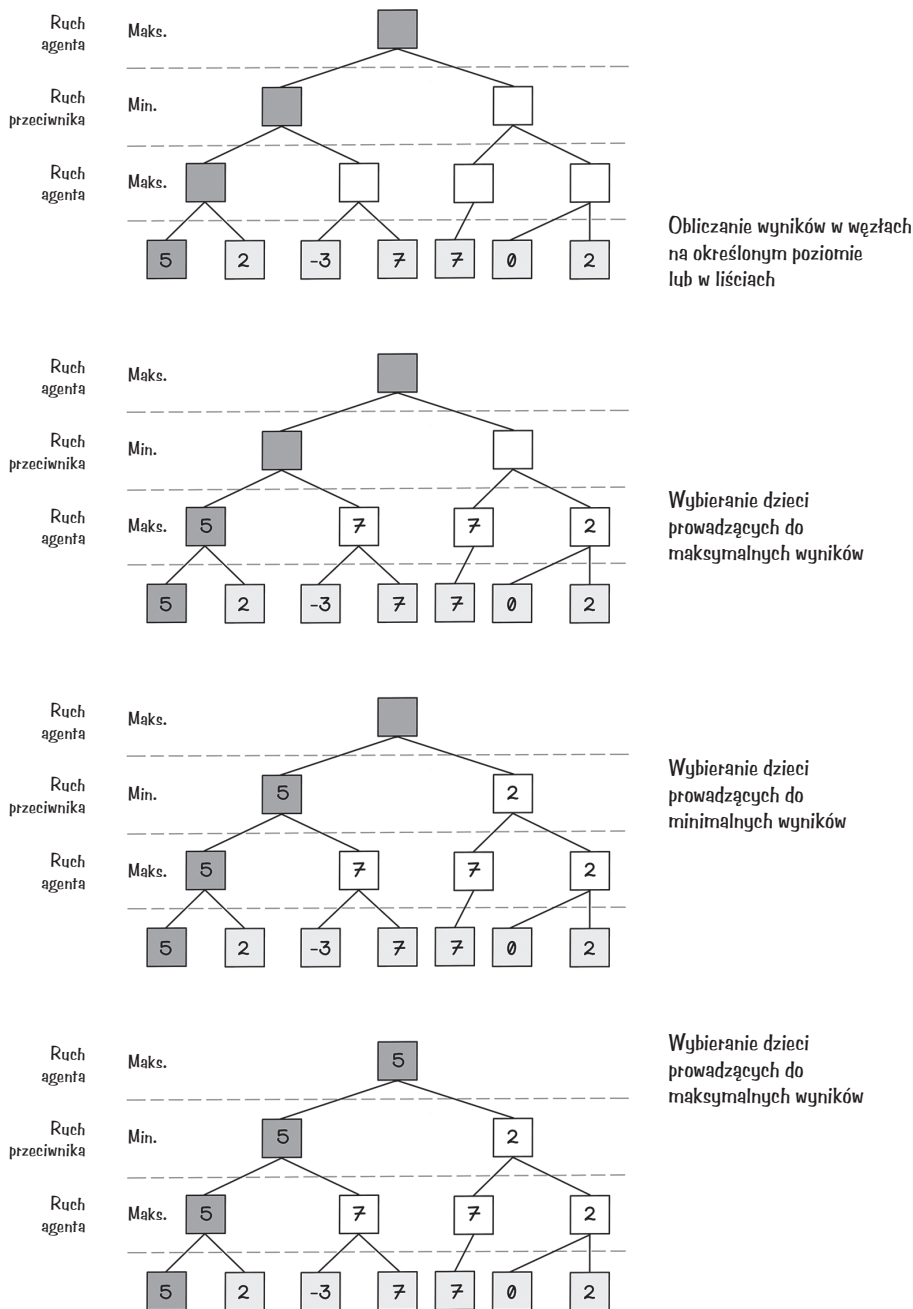 Ruch
agenta
Maks.
Ruch
przeciwnika
Min.
Ruch
agenta
Maks.
5 2 -3 7 7 0 2
Obliczanie wyników w węzłach
na określonym poziomie
lub w liściach
Ruch
agenta
Maks.
Ruch
przeciwnika
Min.
Ruch
agenta
Maks.
5 7 7 2
5 2 -3 7 7 0 2
Wybieranie dzieci
prowadzących do
maksymalnych wyników
Ruch
agenta
Maks.
Ruch
przeciwnika
Min.
5 2
Ruch
agenta
Maks.
5 7 7 2
5 2 -3 7 7 0 2
Wybieranie dzieci
prowadzących do
minimalnych wyników
Ruch
agenta
Maks.
5
Ruch
przeciwnika
Min.
5 2
Ruch
agenta
Maks.
5 7 7 2
5 2 -3 7 7 0 2
Wybieranie dzieci
prowadzących do
maksymalnych wyników